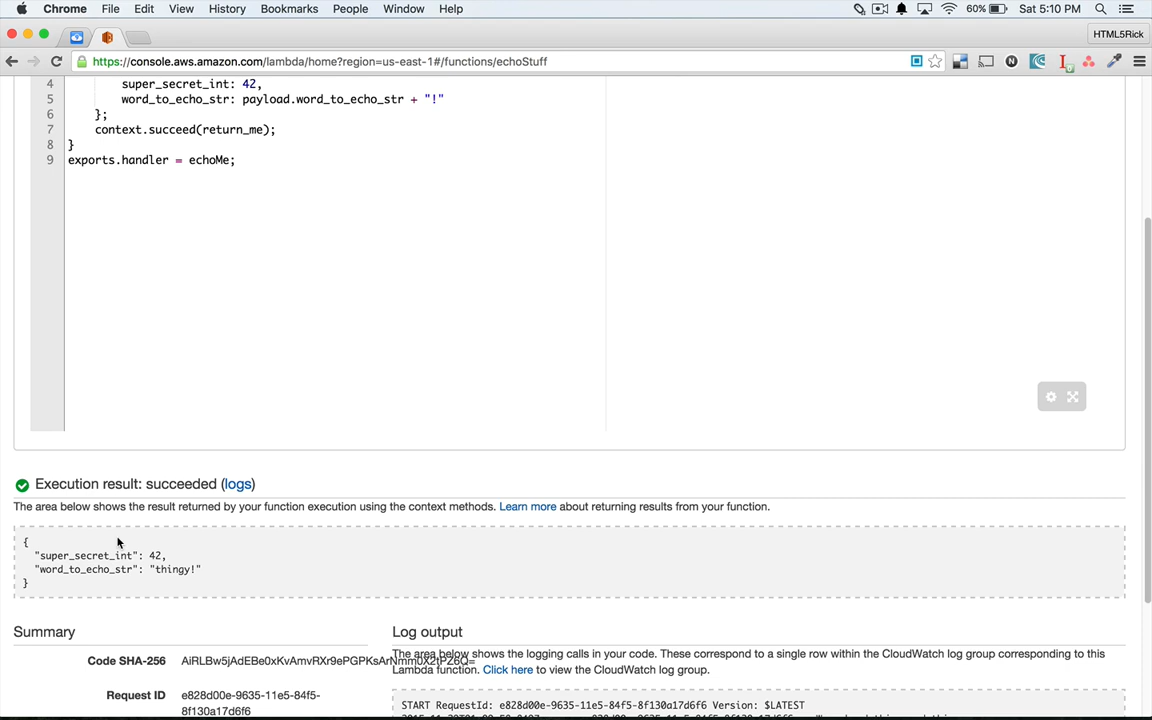 Chrome File Edit View History Bookmarks People Window Help 60% Sat 5:10 PM
HTML5Rick
https://console.aws.amazon.com/lambda/home?region=us-east-1#/functions/echoStuff
4 super_secret_int: 42,
5 word_to_echo_str: payload.word_to_echo_str + "!"
6 };
7 context.succeed(return_me);
8 }
9 exports.handler = echoMe;
Execution result: succeeded (logs)
The area below shows the result returned by your function execution using the context methods. Learn more about returning results from your function.
{
"super_secret_int": 42,
"word_to_echo_str": "thingy!"
}
Summary
Log output
The area below shows the logging calls in your code. These correspond to a single row within the CloudWatch log group corresponding to this
Code SHA-256
Lambda function. Click here to view the CloudWatch log group.
Request ID e828d00e-9635-11e5-84f5-
8f130a17d6f6
START RequestId: e828d00e-9635-11e5-84f5-8f130a17d6f6 Version: $LATEST